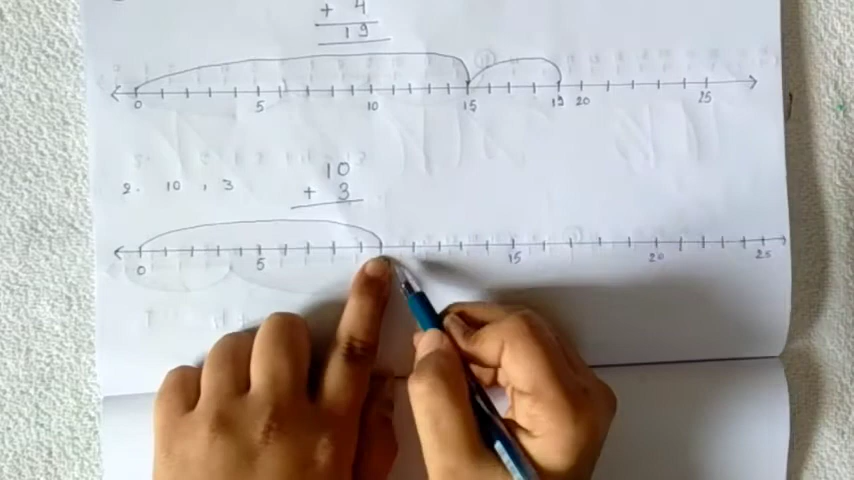 + 4
19
0 5 10 15 19 20 25
10
2. 10, 3 + 3
0 5 15 20 25